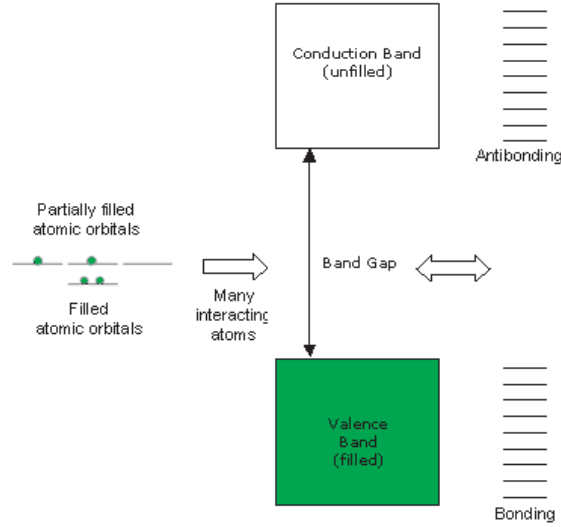 Conduction Band
(unfilled)
Antibonding
Partially filled
atomic orbitals
Band Gap
Filled
atomic orbitals
Many
interacting
atoms
Valence
Band
(filled)
Bonding